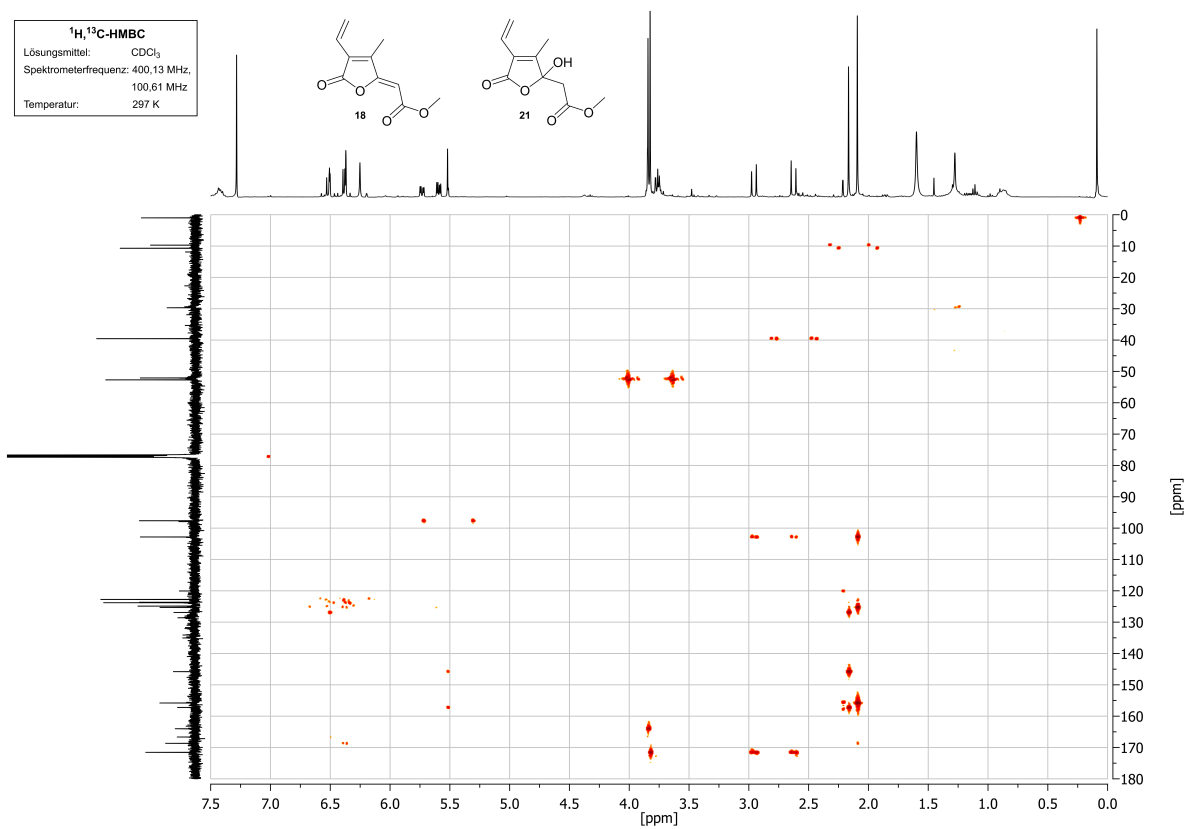 ¹H,¹³C-HMBC
Lösungsmittel: CDCl₃
Spektrometerfrequenz: 400,13 MHz,
100,61 MHz
Temperatur: 297 K
O
O
O
O
18
O
O
OH
O
O
21
0
10
20
30
40
50
60
70
80
90
100
110
120
130
140
150
160
170
180
[ppm]
7.5 7.0 6.5 6.0 5.5 5.0 4.5 4.0 3.5 3.0 2.5 2.0 1.5 1.0 0.5 0.0
[ppm]